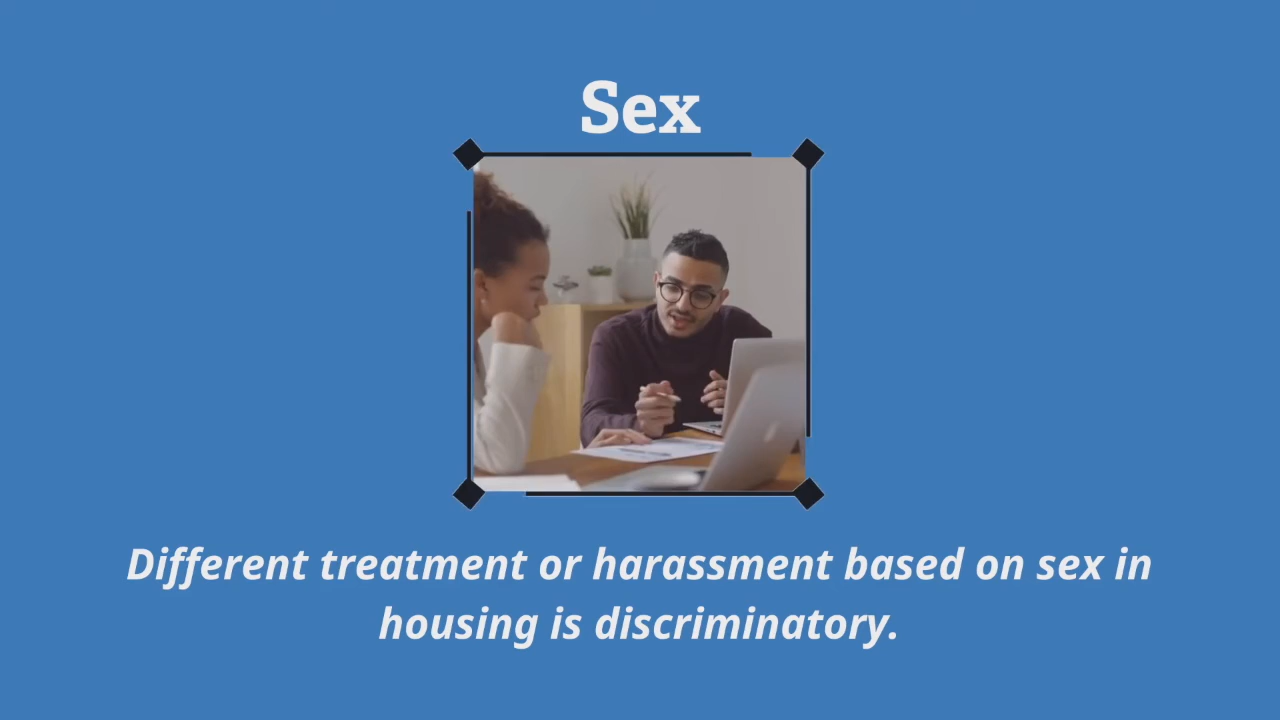 Sex
Different treatment or harassment based on sex in
housing is discriminatory.